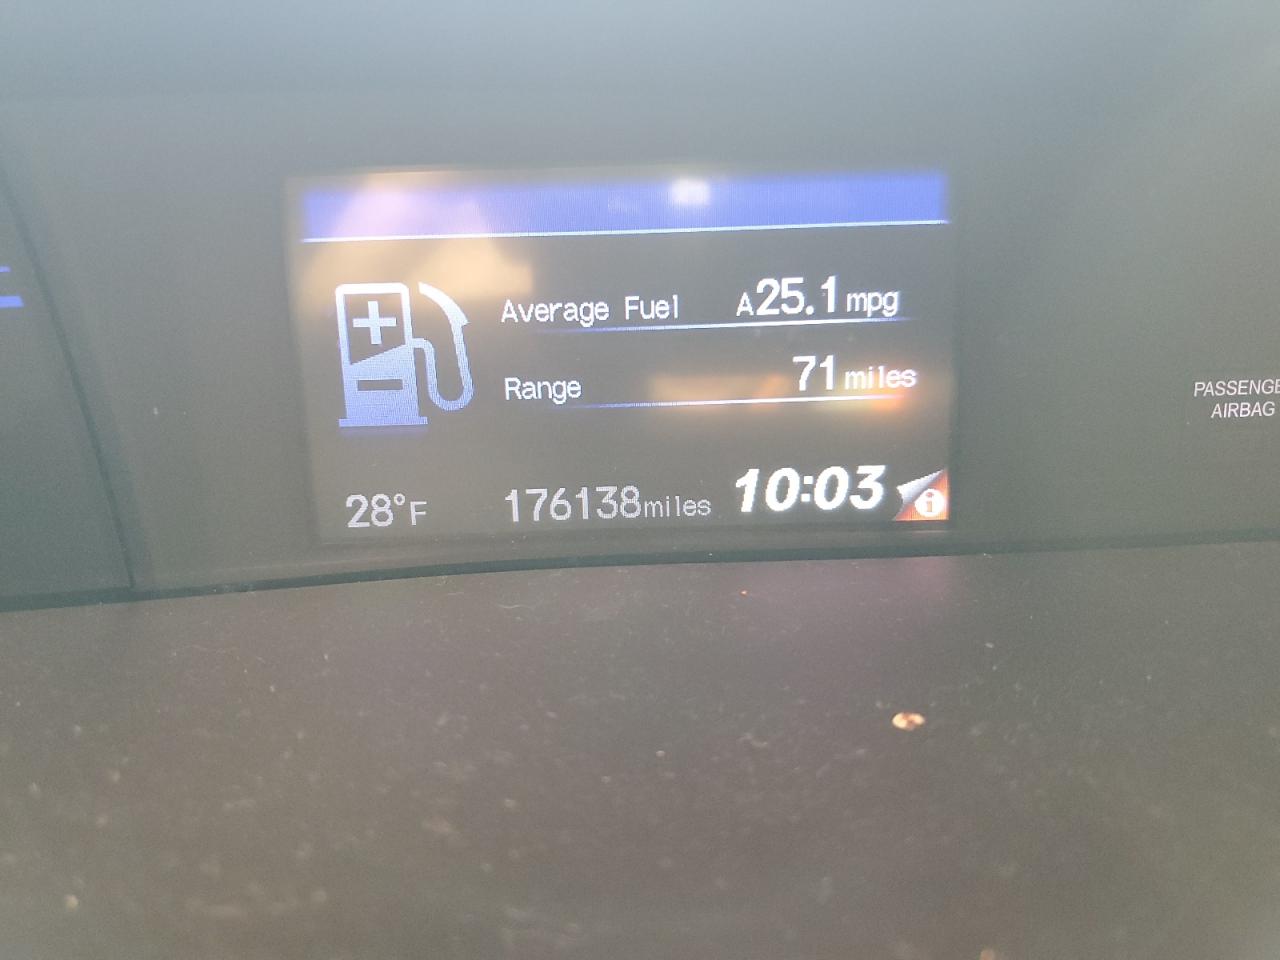 Average Fuel A25.1 mpg
Range 71 miles
28°F 176138miles 10:03 i
PASSENGE
AIRBAG